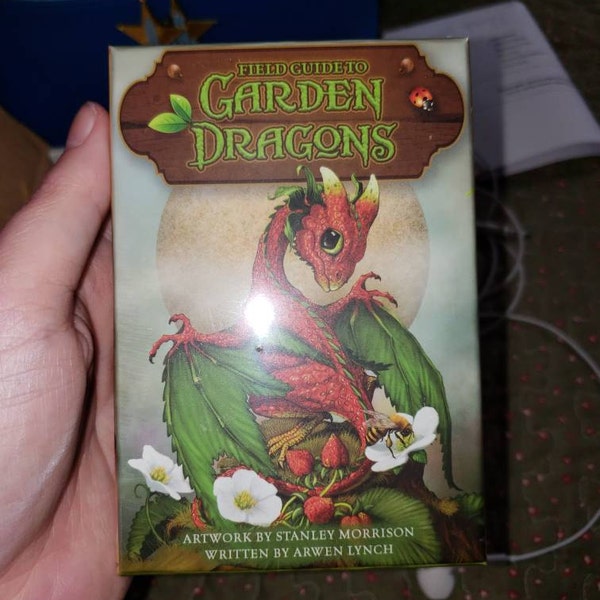 FIELD GUIDE TO
GARDEN
DRAGONS
ARTWORK BY STANLEY MORRISON
WRITTEN BY ARWEN LYNCH